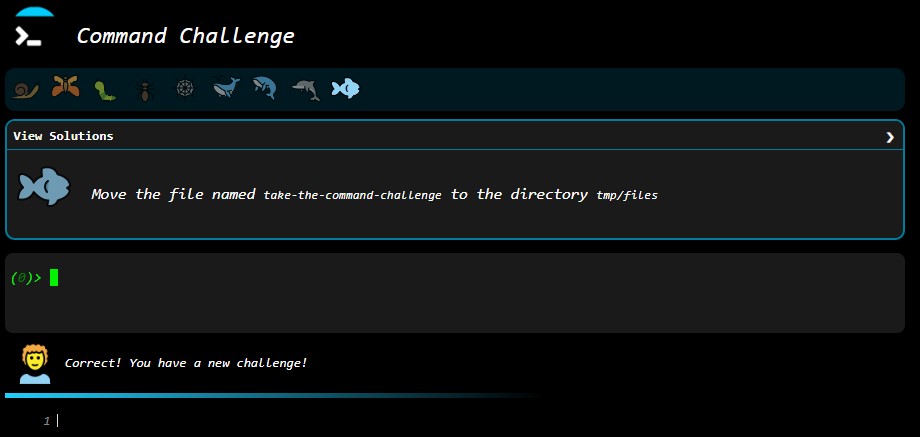 Command Challenge
View Solutions
Move the file named take-the-command-challenge to the directory tmp/files
(0)>
Correct! You have a new challenge!
1